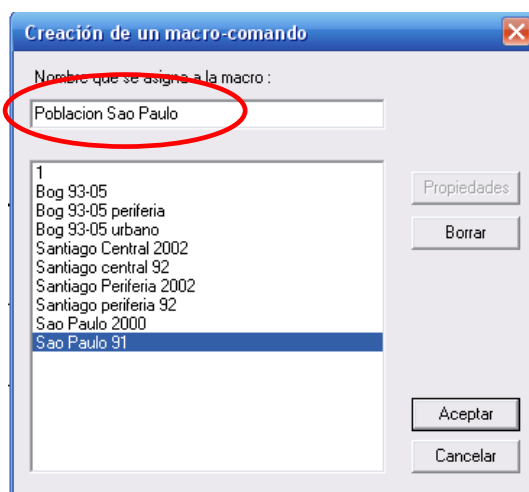 Creación de un macro-comando
Nombre que se asigna a la macro :
Poblacion Sao Paulo
1
Bog 93-05
Bog 93-05 periferia
Bog 93-05 urbano
Santiago Central 2002
Santiago central 92
Santiago Periferia 2002
Santiago periferia 92
Sao Paulo 2000
Sao Paulo 91
Propiedades
Borrar
Aceptar
Cancelar